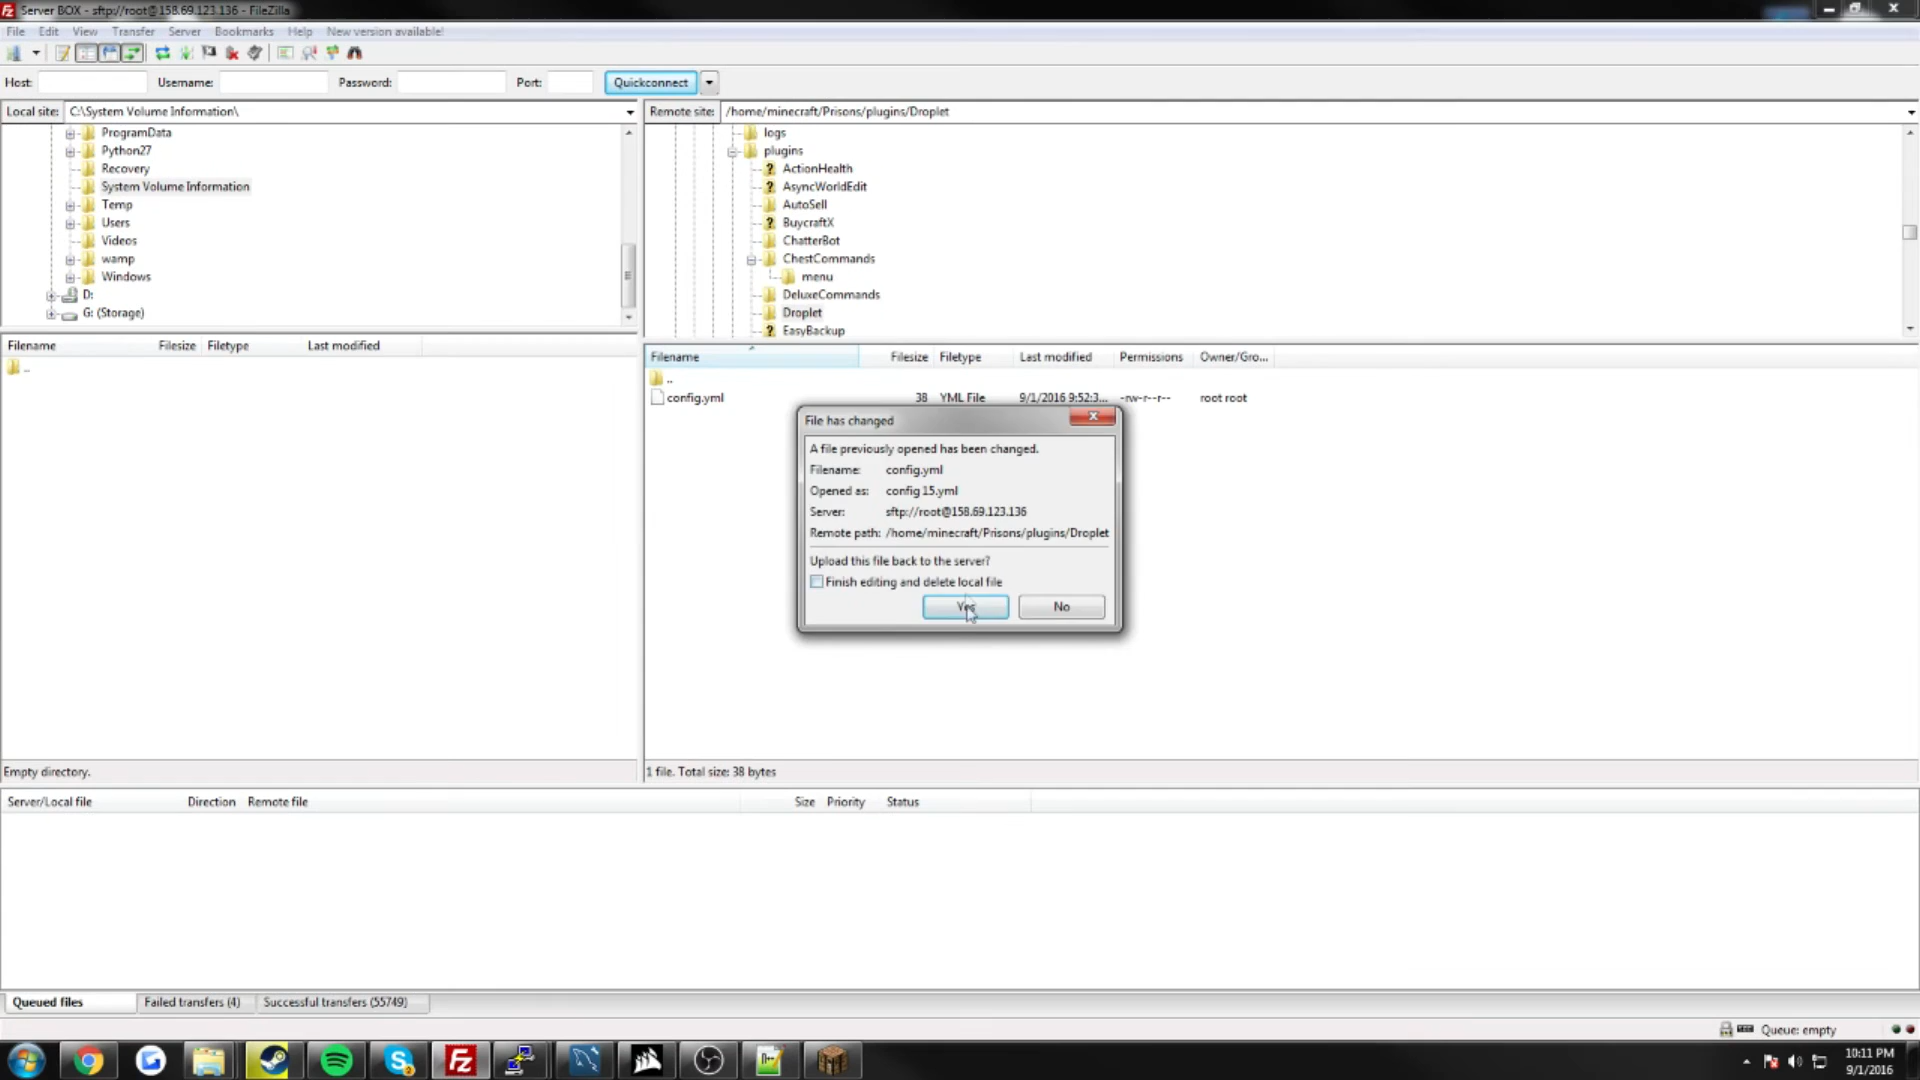 Server BOX - sftp://root@158.69.123.136 - FileZilla
File Edit View Transfer Server Bookmarks Help New version available!
Host: Username: Password: Port: Quickconnect
Local site: C:\System Volume Information\
ProgramData
Python27
Recovery
System Volume Information
Temp
Users
Videos
wamp
Windows
D:
G: (Storage)
Filename Filesize Filetype Last modified
..
Empty directory.
Remote site: /home/minecraft/Prisons/plugins/Droplet
logs
plugins
ActionHealth
AsyncWorldEdit
AutoSell
BuycraftX
ChatterBot
ChestCommands
menu
DeluxeCommands
Droplet
EasyBackup
Filename Filesize Filetype Last modified Permissions Owner/Gro...
..
config.yml 38 YML File 9/1/2016 9:52:3... -rw-r--r-- root root
File has changed
A file previously opened has been changed.
Filename: config.yml
Opened as: config 15.yml
Server: sftp://root@158.69.123.136
Remote path: /home/minecraft/Prisons/plugins/Droplet
Upload this file back to the server?
Finish editing and delete local file
Yes No
1 file. Total size: 38 bytes
Server/Local file Direction Remote file Size Priority Status
Queued files Failed transfers (4) Successful transfers (55749)
Queue: empty
10:11 PM
9/1/2016